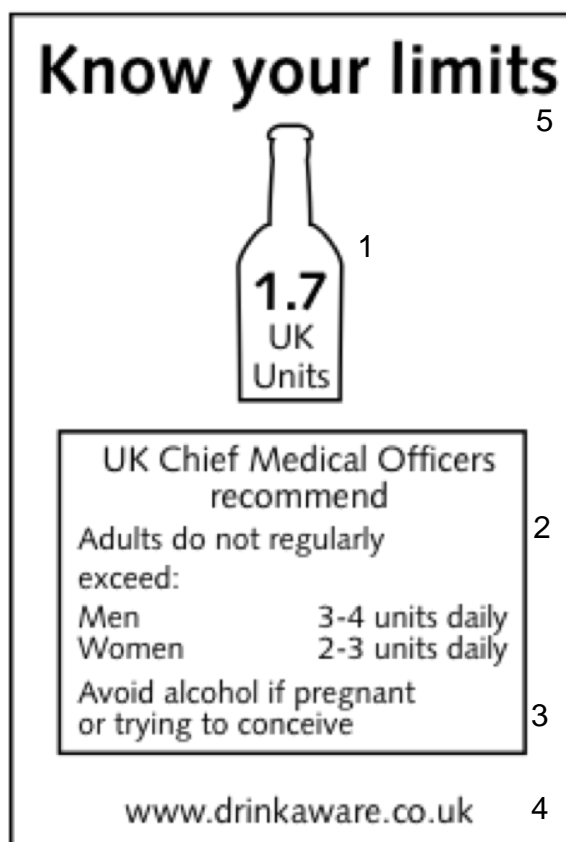 Know your limits
5
1
1.7
UK
Units
UK Chief Medical Officers
recommend
2
Adults do not regularly
exceed:
Men 3-4 units daily
Women 2-3 units daily
Avoid alcohol if pregnant
3
or trying to conceive
www.drinkaware.co.uk 4